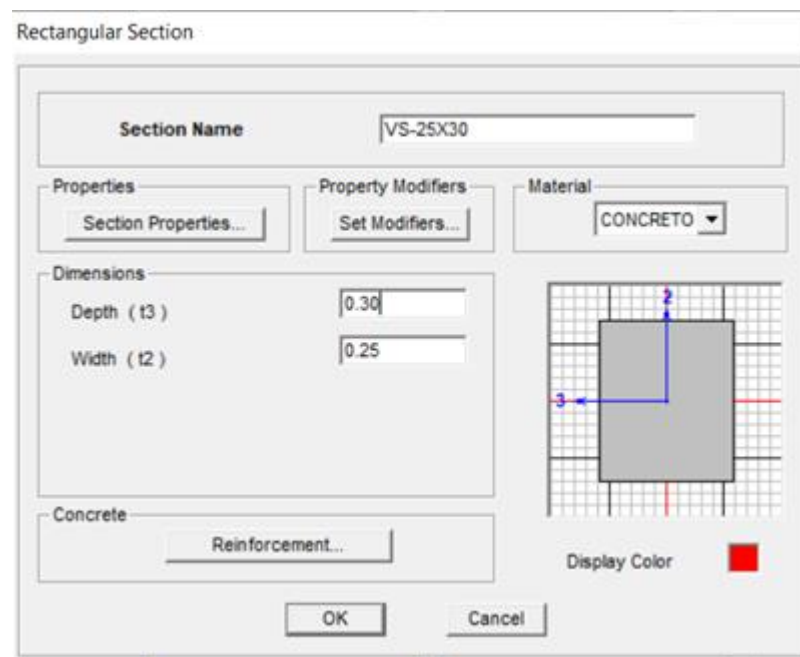 Rectangular Section
Section Name
VS-25X30
Properties
Section Properties...
Property Modifiers
Set Modifiers...
Material
CONCRETO
Dimensions
Depth ( t3 )
0.30
Width ( t2 )
0.25
2
3
Concrete
Reinforcement...
Display Color
OK
Cancel